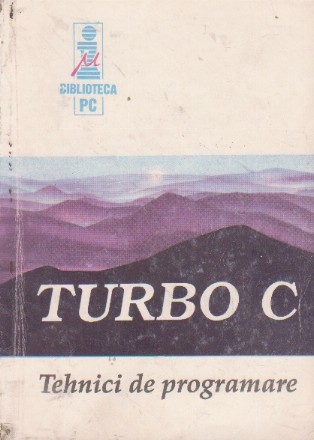 µ
BIBLIOTECA
PC
TURBO C
Tehnici de programare